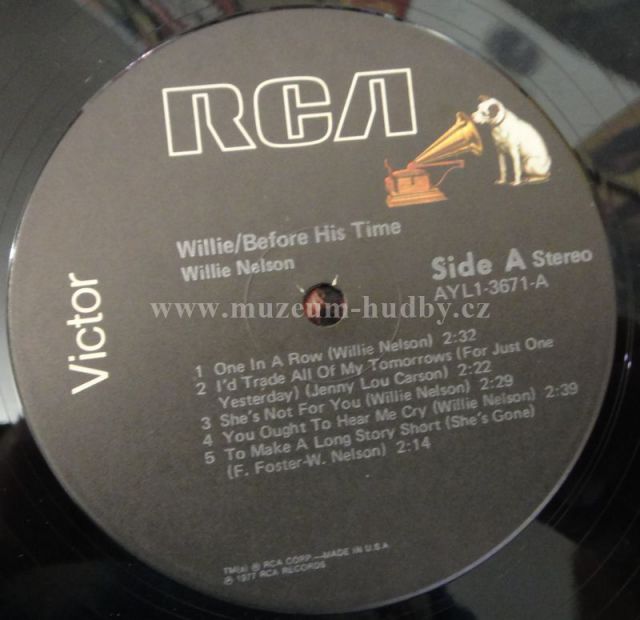 RCA
Victor
Willie/Before His Time
Willie Nelson
Side A Stereo
AYL1-3671-A
www.muzeum-hudby.cz
1 One In A Row (Willie Nelson) 2:32
2 I'd Trade All Of My Tomorrows (For Just One
Yesterday) (Jenny Lou Carson) 2:22
3 She's Not For You (Willie Nelson) 2:29
4 You Ought To Hear Me Cry (Willie Nelson) 2:39
5 To Make A Long Story Short (She's Gone)
(F. Foster-W. Nelson) 2:14
TM(s) ® RCA CORP.—MADE IN U.S.A.
℗ 1977 RCA RECORDS